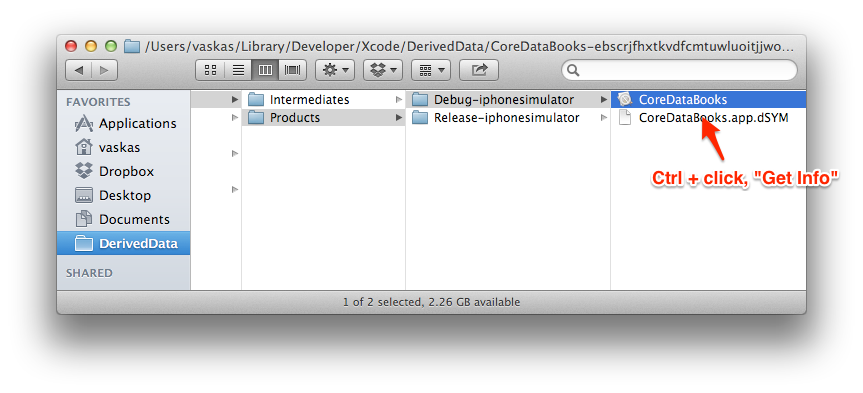 /Users/vaskas/Library/Developer/Xcode/DerivedData/CoreDataBooks-ebscrjfhxtkvdfcmtuwluoitjjwo...
FAVORITES
Applications
vaskas
Dropbox
Desktop
Documents
DerivedData
SHARED
Intermediates
Products
Debug-iphonesimulator
Release-iphonesimulator
CoreDataBooks
CoreDataBooks.app.dSYM
Ctrl + click, "Get Info"
1 of 2 selected, 2.26 GB available